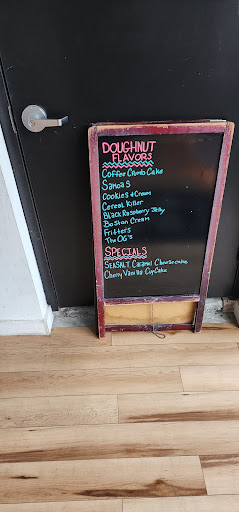 DOUGHNUT
FLAVORS
Coffee Crumb Cake
Samoas
Cookies & Cream
Cereal Killer
Black Raspberry Jelly
Boston Cream
Fritters
The OG's
SPECIALS
SEASALT Caramel Cheesecake
Cherry Vanilla CupCake